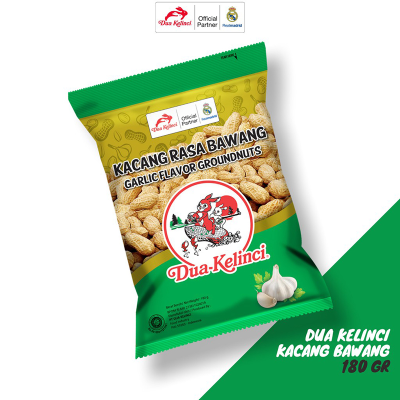 Dua Kelinci
Official
Partner
Realmadrid
Dua Kelinci
Official
Partner
KACANG RASA BAWANG
GARLIC FLAVOR GROUNDNUTS
Dua-Kelinci
DUA KELINCI
KACANG BAWANG
180 GR